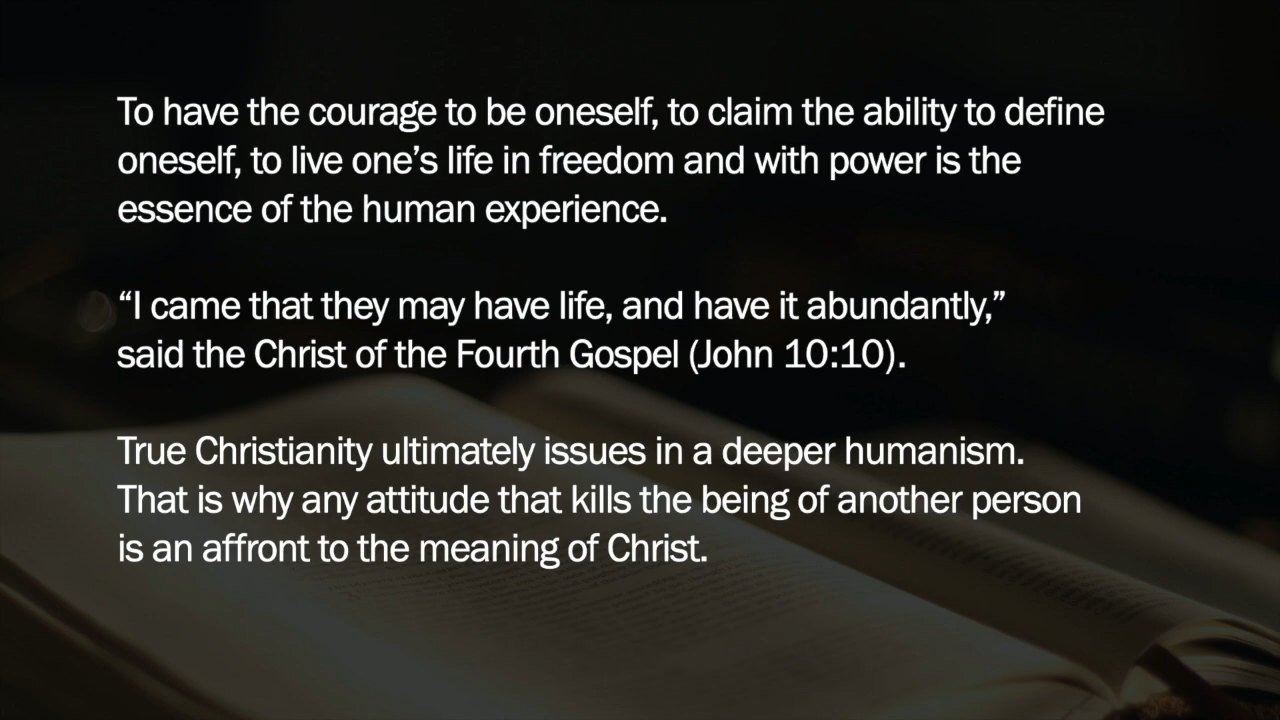 To have the courage to be oneself, to claim the ability to define
oneself, to live one’s life in freedom and with power is the
essence of the human experience.
“I came that they may have life, and have it abundantly,”
said the Christ of the Fourth Gospel (John 10:10).
True Christianity ultimately issues in a deeper humanism.
That is why any attitude that kills the being of another person
is an affront to the meaning of Christ.